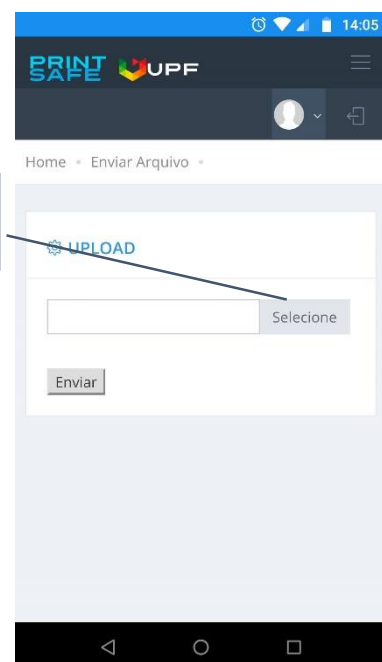 14:05
PRINT SAFE UPF
Home • Enviar Arquivo •
UPLOAD
Selecione
Enviar